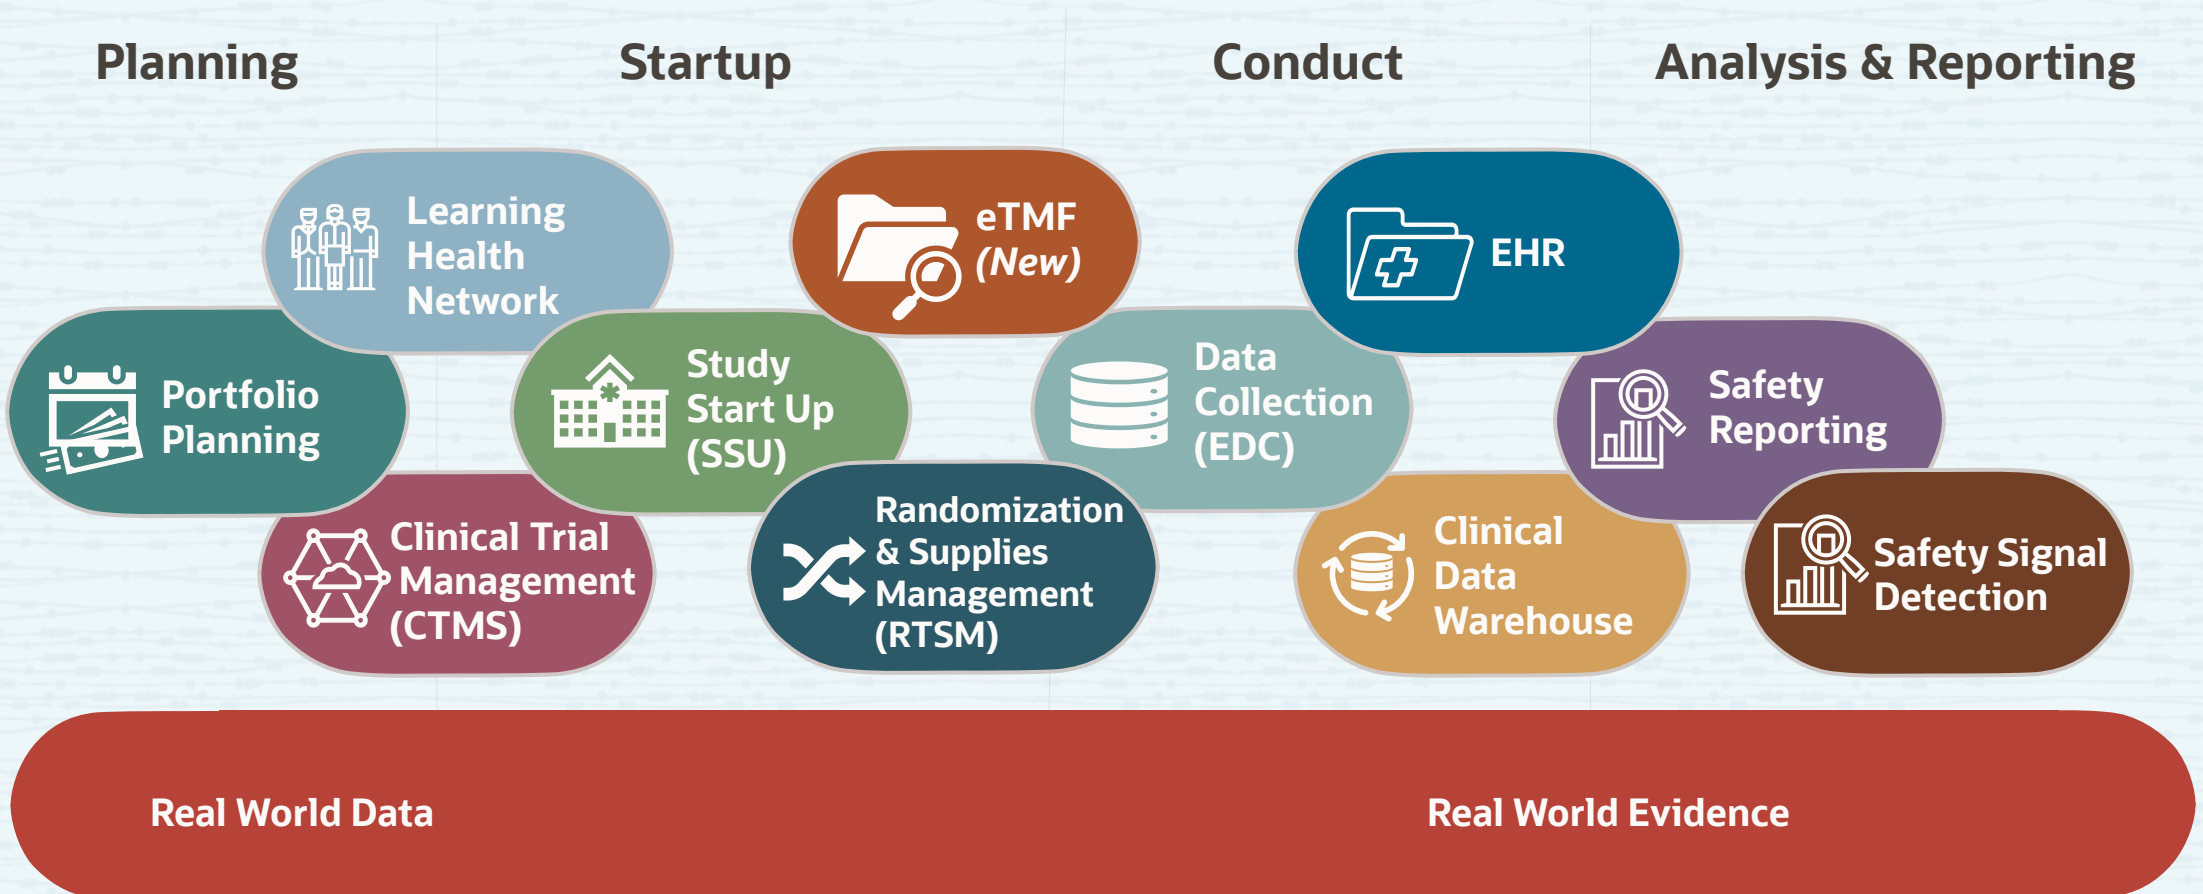 Planning
Startup
Conduct
Analysis & Reporting
Learning
Health
Network
eTMF
(New)
EHR
Portfolio
Planning
Study
Start Up
(SSU)
Data
Collection
(EDC)
Safety
Reporting
Clinical Trial
Management
(CTMS)
Randomization
& Supplies
Management
(RTSM)
Clinical
Data
Warehouse
Safety Signal
Detection
Real World Data
Real World Evidence